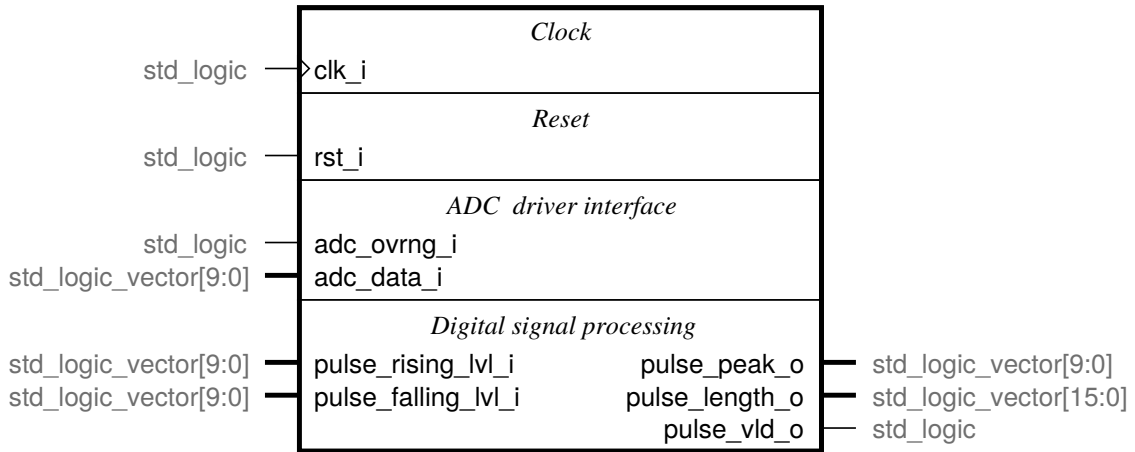 Clock
std_logic clk_i
Reset
std_logic rst_i
ADC driver interface
std_logic adc_ovrng_i
std_logic_vector[9:0] adc_data_i
Digital signal processing
std_logic_vector[9:0] pulse_rising_lvl_i pulse_peak_o std_logic_vector[9:0]
std_logic_vector[9:0] pulse_falling_lvl_i pulse_length_o std_logic_vector[15:0]
pulse_vld_o std_logic